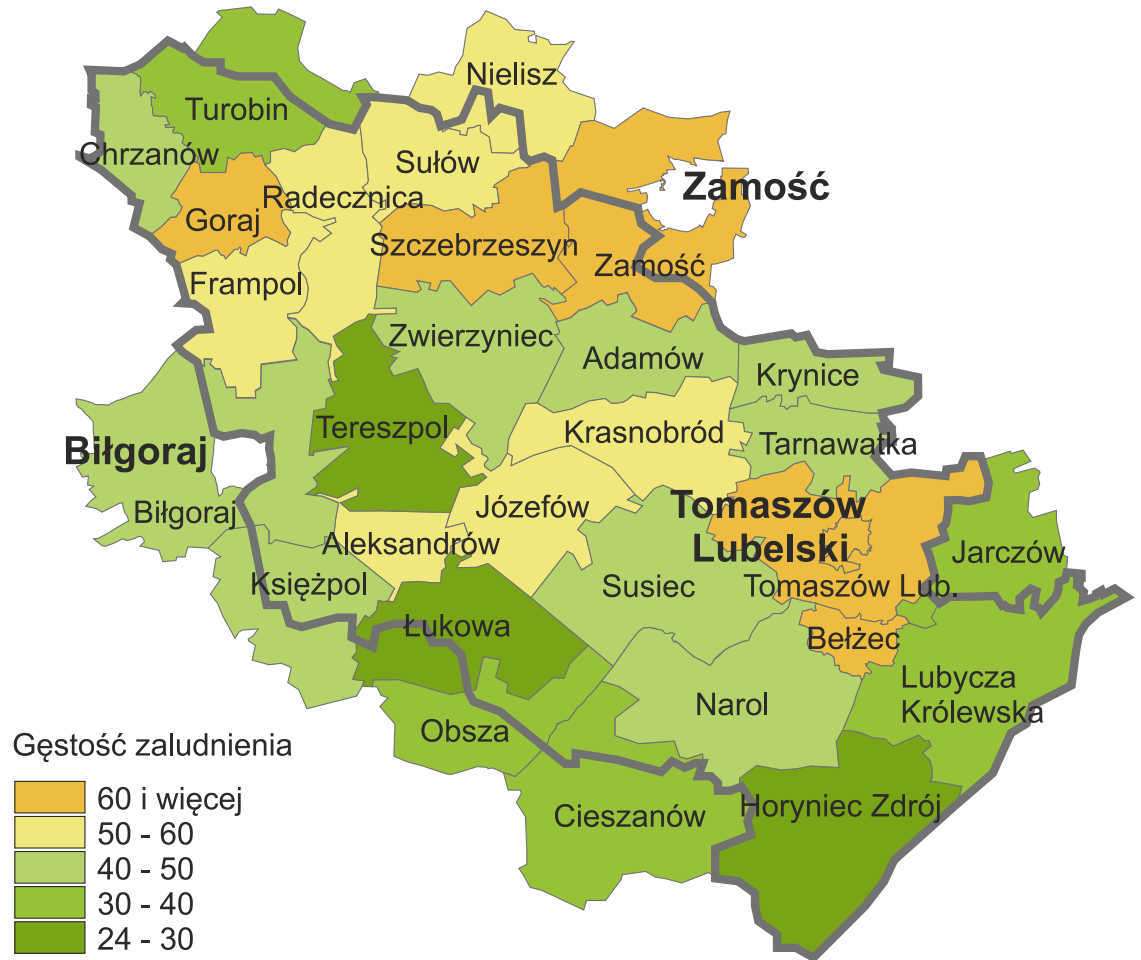 Nielisz
Turobin
Chrzanów
Sułów
Radecznica
Zamość
Goraj
Szczebrzeszyn
Zamość
Frampol
Zwierzyniec
Adamów
Krynice
Tereszpol
Krasnobród
Tarnawatka
Biłgoraj
Biłgoraj
Józefów
Tomaszów
Lubelski
Aleksandrów
Jarczów
Księżpol
Susiec
Tomaszów Lub.
Łukowa
Bełżec
Lubycza
Królewska
Narol
Obsza
Cieszanów
Horyniec Zdrój
Gęstość zaludnienia
60 i więcej
50 - 60
40 - 50
30 - 40
24 - 30